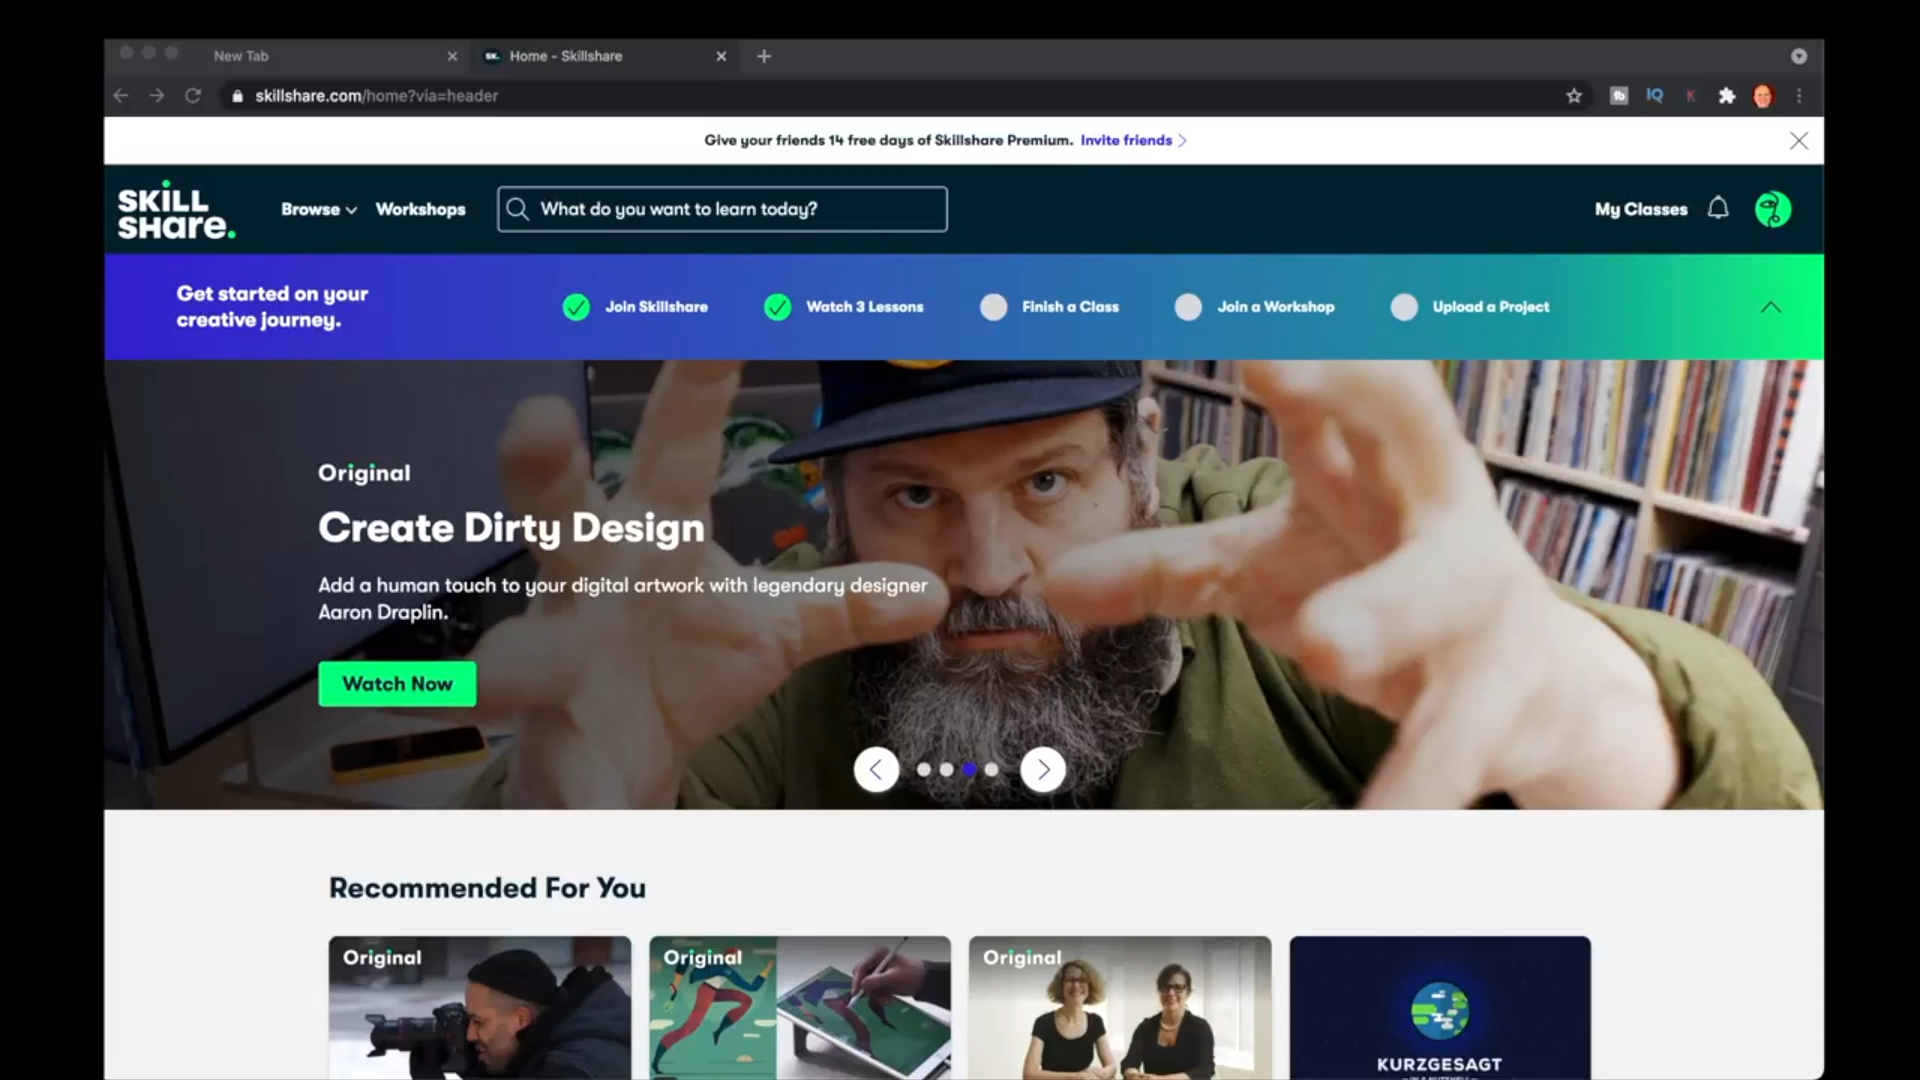 New Tab
SK. Home - Skillshare
skillshare.com/home?via=header
IQ
K
Give your friends 14 free days of Skillshare Premium. Invite friends
SKILL
SHare.
Browse
Workshops
What do you want to learn today?
My Classes
Get started on your
creative journey.
Join Skillshare
Watch 3 Lessons
Finish a Class
Join a Workshop
Upload a Project
Original
Create Dirty Design
Add a human touch to your digital artwork with legendary designer
Aaron Draplin.
Watch Now
Recommended For You
Original
Original
Original
KURZGESAGT